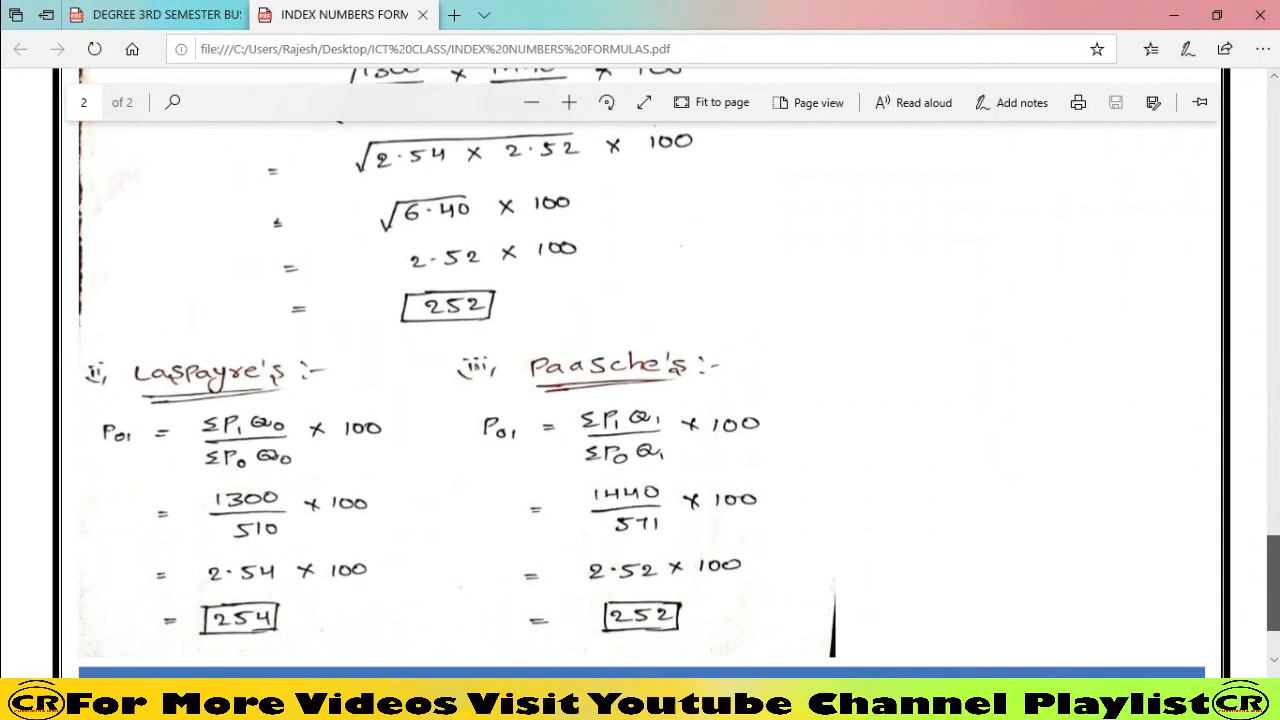 DEGREE 3RD SEMESTER BUS
INDEX NUMBERS FORM
file:///C:/Users/Rajesh/Desktop/ICT%20CLASS/INDEX%20NUMBERS%20FORMULAS.pdf
2 of 2 Fit to page Page view Read aloud Add notes
= √2.54 × 2.52 × 100
√6.40 × 100
= 2.52 × 100
= 252
ii, Laspayre's :-
P₀₁ = ΣP₁Q₀ / ΣP₀Q₀ × 100
= 1300 / 510 × 100
= 2.54 × 100
= 254
iii, Paasche's :-
P₀₁ = ΣP₁Q₁ / ΣP₀Q₁ × 100
= 1440 / 571 × 100
= 2.52 × 100
= 252
CR For More Videos Visit Youtube Channel Playlist CR